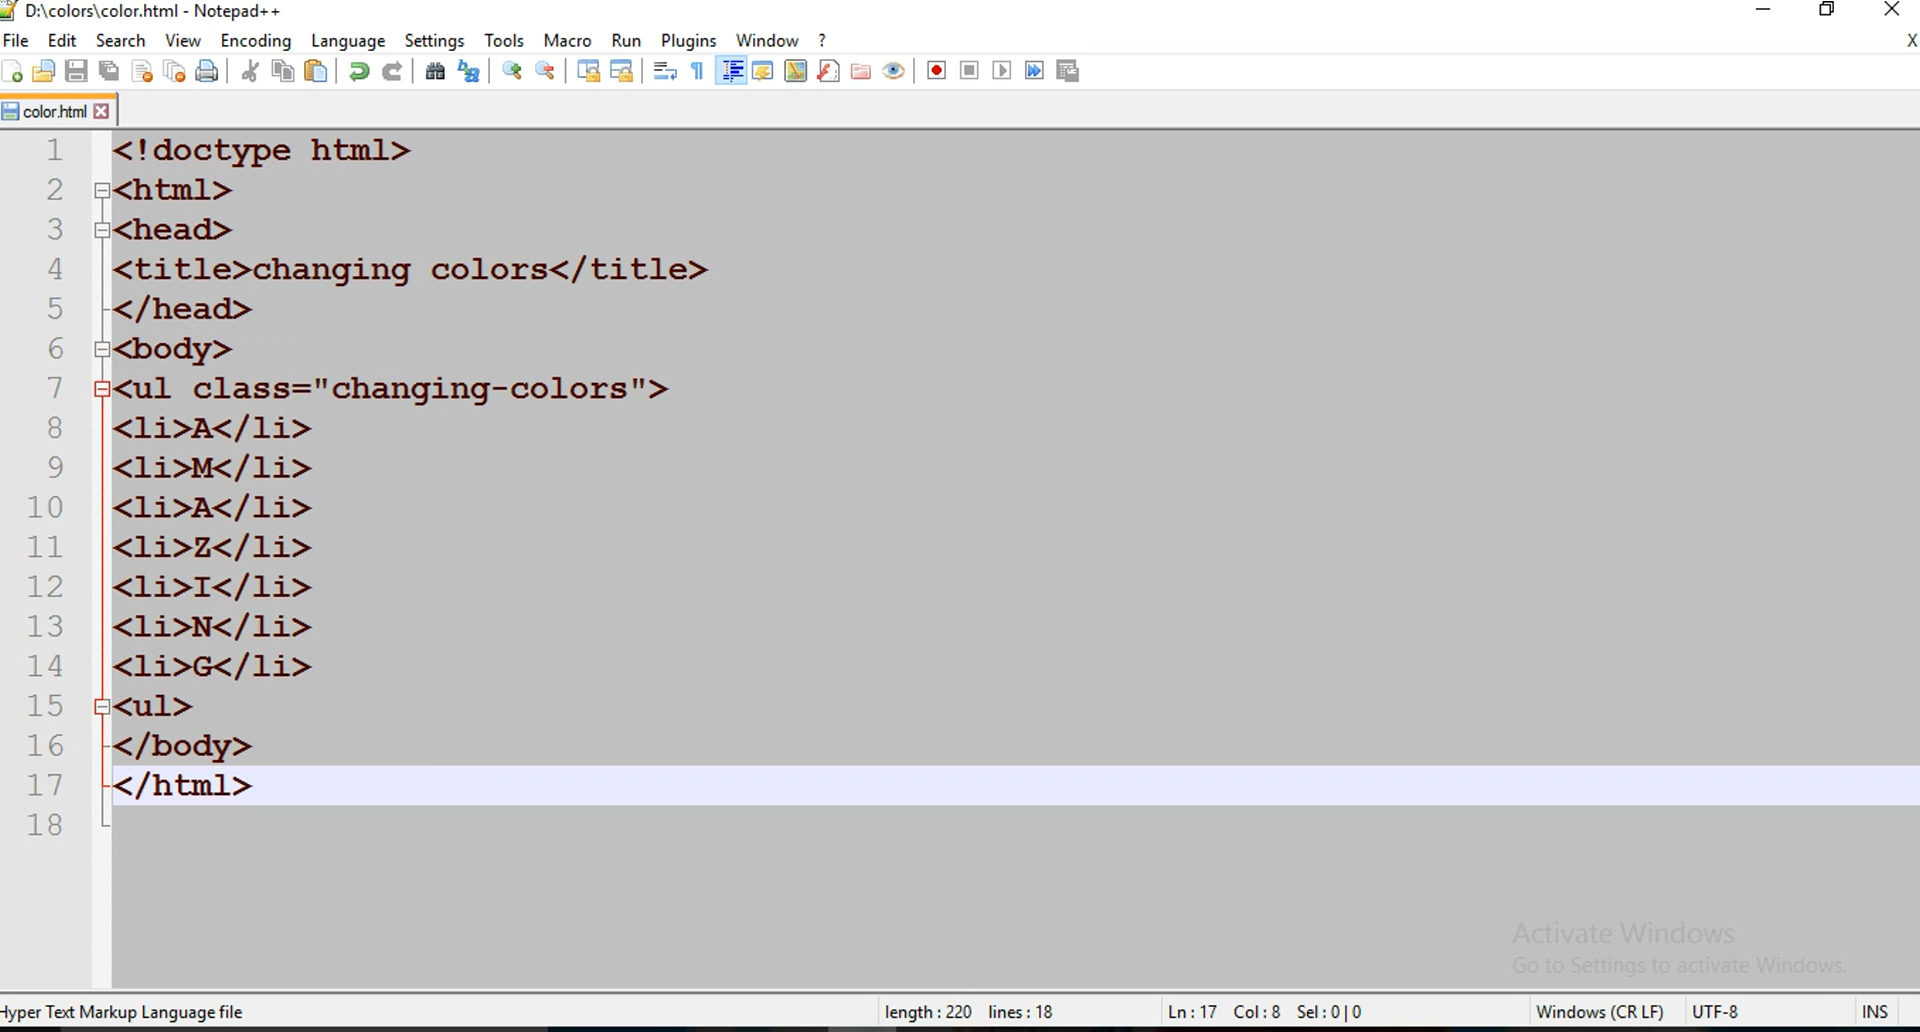 D:\colors\color.html - Notepad++
File Edit Search View Encoding Language Settings Tools Macro Run Plugins Window ? X
color.html
1 <!doctype html>
2 <html>
3 <head>
4 <title>changing colors</title>
5 </head>
6 <body>
7 <ul class="changing-colors">
8 <li>A</li>
9 <li>M</li>
10 <li>A</li>
11 <li>Z</li>
12 <li>I</li>
13 <li>N</li>
14 <li>G</li>
15 <ul>
16 </body>
17 </html>
18
Activate Windows
Go to Settings to activate Windows.
Hyper Text Markup Language file length : 220 lines : 18 Ln : 17 Col : 8 Sel : 0 | 0 Windows (CR LF) UTF-8 INS